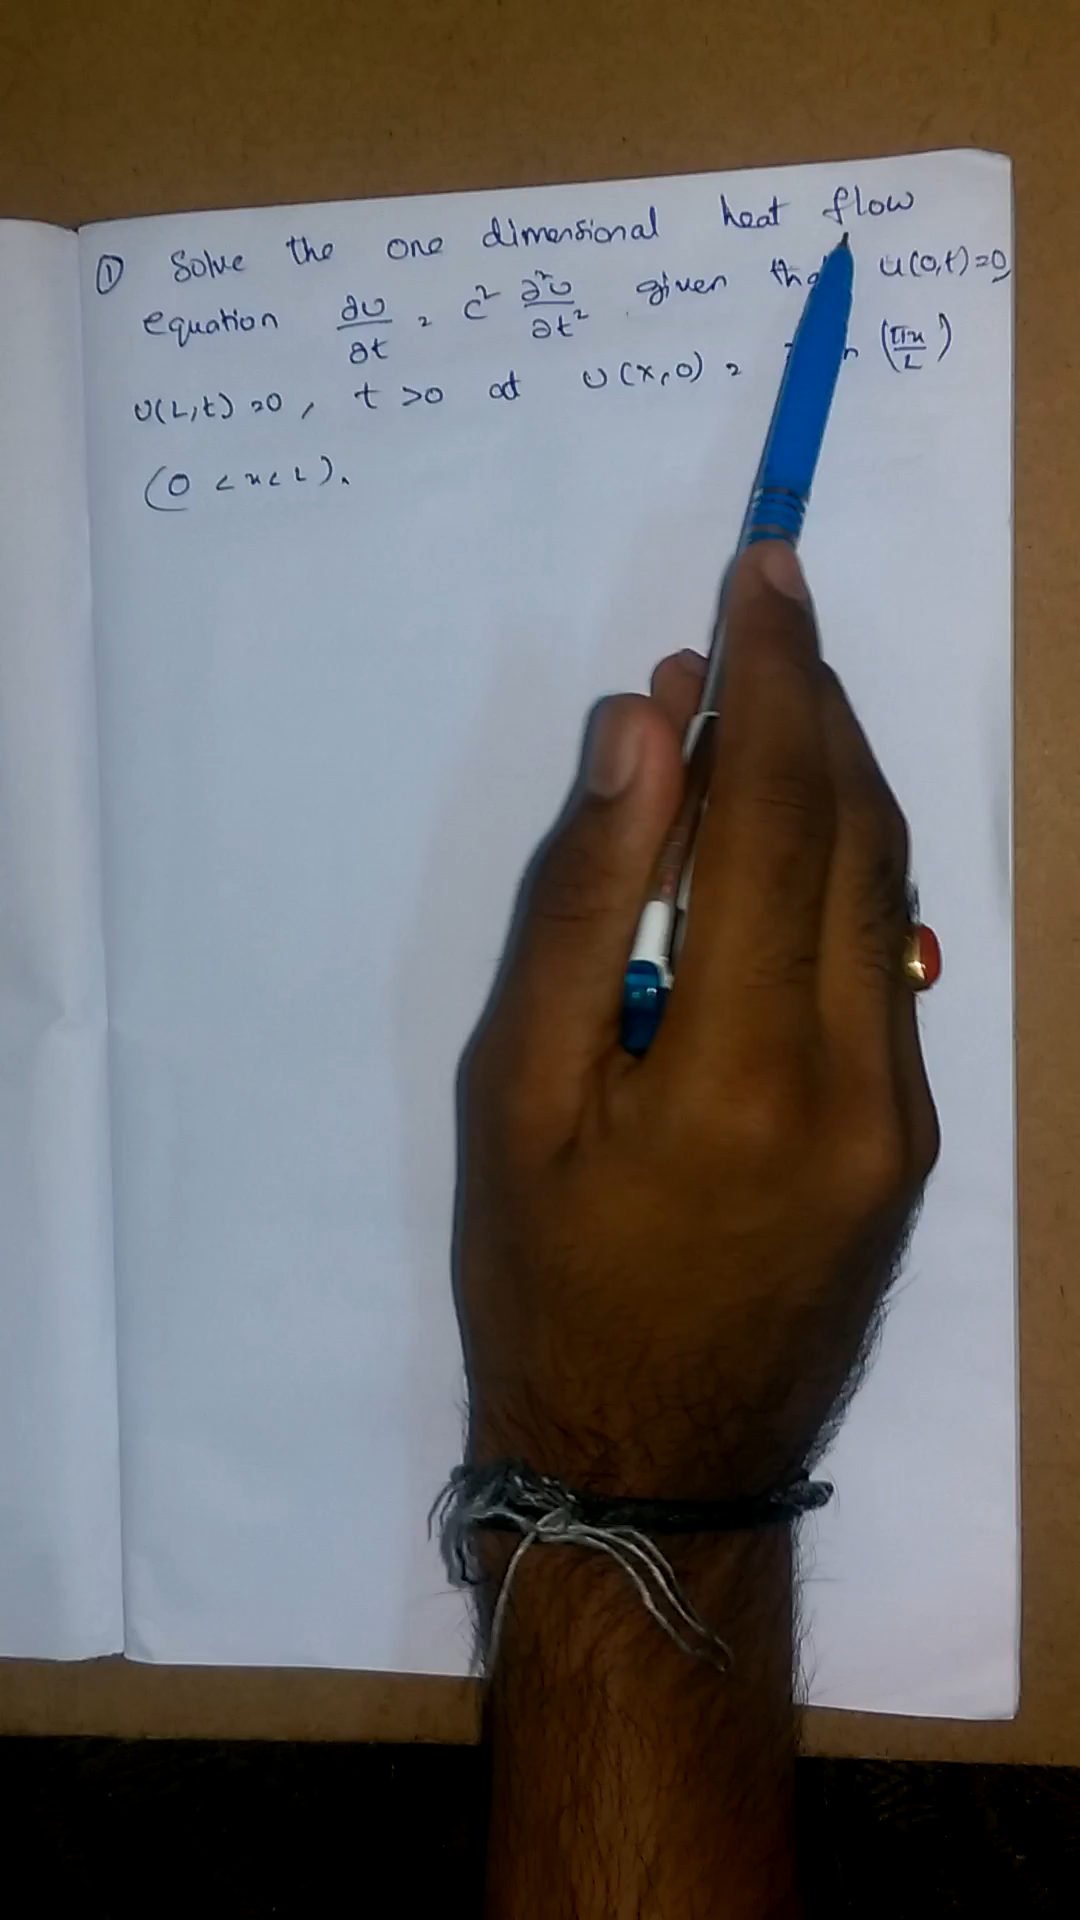 ① Solve the one dimensional heat flow
equation ∂u/∂t = c² ∂²u/∂t² given u(0,t)=0,
u(L,t)=0, t>0 at u(x,0) = (πx/L)
(0<x<L).